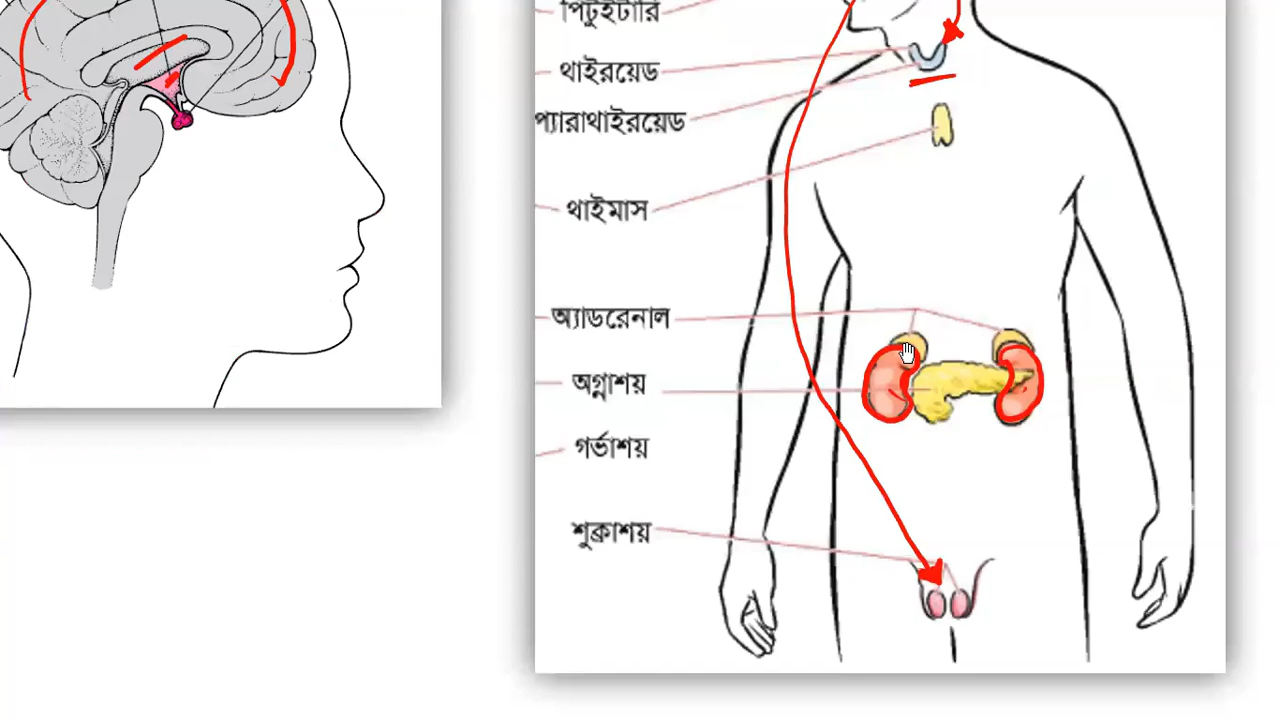 পিটুইটারি
থাইরয়েড
প্যারাথাইরয়েড
থাইমাস
অ্যাডরেনাল
অগ্ন্যাশয়
গর্ভাশয়
শুক্রাশয়